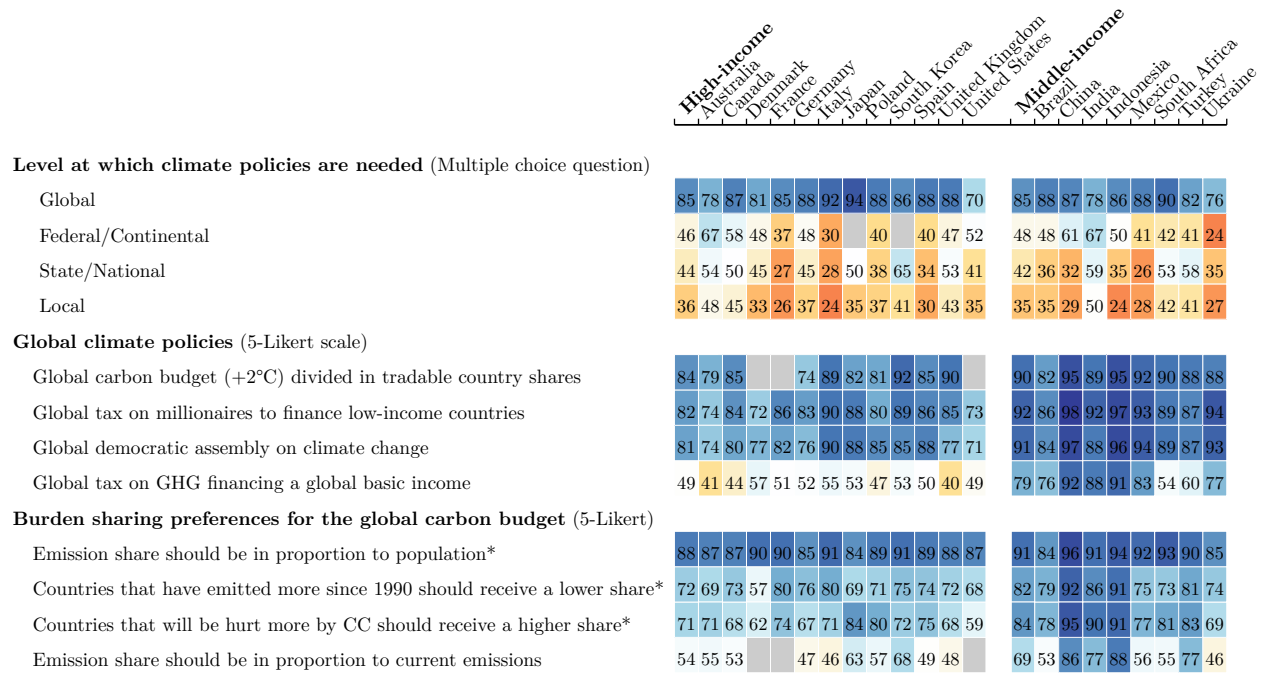 High-income
Australia
Canada
Denmark
France
Germany
Italy
Japan
Poland
South Korea
Spain
United Kingdom
United States
Middle-income
Brazil
China
India
Indonesia
Mexico
South Africa
Turkey
Ukraine
Level at which climate policies are needed (Multiple choice question)
Global 85 78 87 81 85 88 92 94 88 86 88 88 70 85 88 87 78 86 88 90 82 76
Federal/Continental 46 67 58 48 37 48 30 40 40 47 52 48 48 61 67 50 41 42 41 24
State/National 44 54 50 45 27 45 28 50 38 65 34 53 41 42 36 32 59 35 26 53 58 35
Local 36 48 45 33 26 37 24 35 37 41 30 43 35 35 35 29 50 24 28 42 41 27
Global climate policies (5-Likert scale)
Global carbon budget (+2°C) divided in tradable country shares 84 79 85 74 89 82 81 92 85 90 90 82 95 89 95 92 90 88 88
Global tax on millionaires to finance low-income countries 82 74 84 72 86 83 90 88 80 89 86 85 73 92 86 98 92 97 93 89 87 94
Global democratic assembly on climate change 81 74 80 77 82 76 90 88 85 85 88 77 71 91 84 97 88 96 94 89 87 93
Global tax on GHG financing a global basic income 49 41 44 57 51 52 55 53 47 53 50 40 49 79 76 92 88 91 83 54 60 77
Burden sharing preferences for the global carbon budget (5-Likert)
Emission share should be in proportion to population* 88 87 87 90 90 85 91 84 89 91 89 88 87 91 84 96 91 94 92 93 90 85
Countries that have emitted more since 1990 should receive a lower share* 72 69 73 57 80 76 80 69 71 75 74 72 68 82 79 92 86 91 75 73 81 74
Countries that will be hurt more by CC should receive a higher share* 71 71 68 62 74 67 71 84 80 72 75 68 59 84 78 95 90 91 77 81 83 69
Emission share should be in proportion to current emissions 54 55 53 47 46 63 57 68 49 48 69 53 86 77 88 56 55 77 46